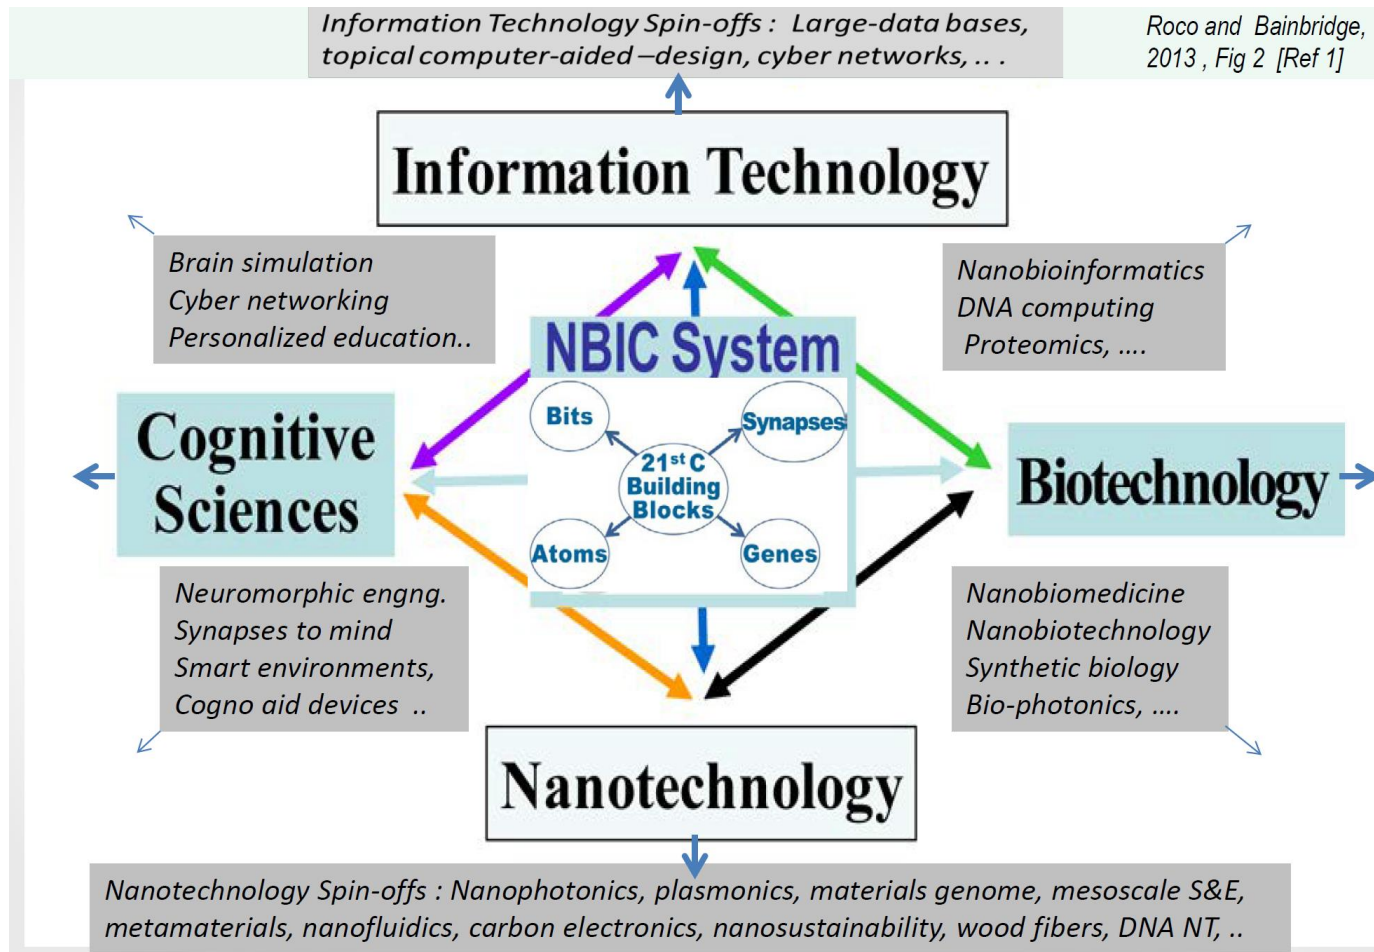 Information Technology Spin-offs : Large-data bases,
topical computer-aided –design, cyber networks, .. .
Roco and Bainbridge,
2013 , Fig 2 [Ref 1]
Information Technology
Brain simulation
Cyber networking
Personalized education..
Nanobioinformatics
DNA computing
Proteomics, ....
NBIC System
Bits
Synapses
21st C
Building
Blocks
Atoms
Genes
Cognitive
Sciences
Biotechnology
Neuromorphic engng.
Synapses to mind
Smart environments,
Cogno aid devices ..
Nanobiomedicine
Nanobiotechnology
Synthetic biology
Bio-photonics, ....
Nanotechnology
Nanotechnology Spin-offs : Nanophotonics, plasmonics, materials genome, mesoscale S&E,
metamaterials, nanofluidics, carbon electronics, nanosustainability, wood fibers, DNA NT, ..